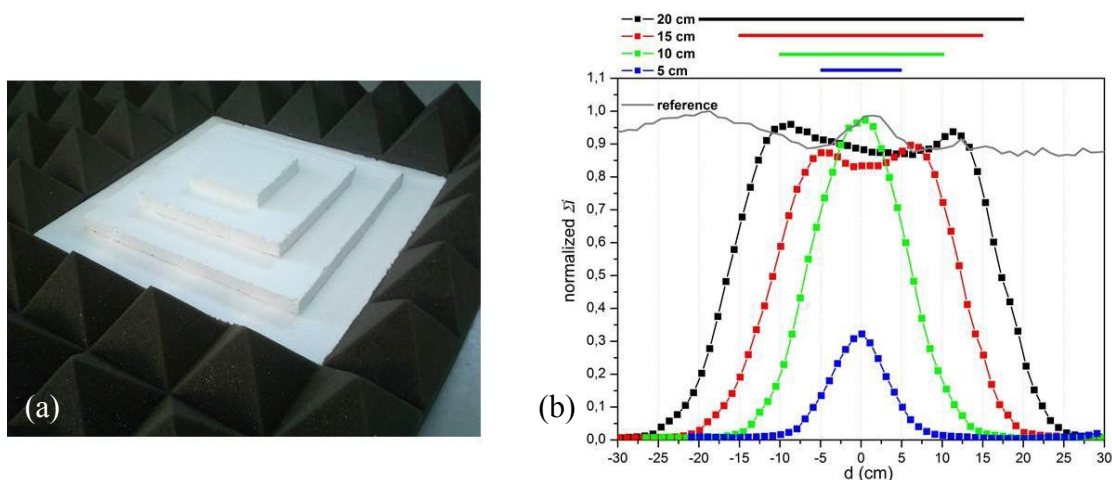 (a)
20 cm
15 cm
10 cm
5 cm
reference
normalized Σi
1,1
1,0
0,9
0,8
0,7
0,6
0,5
0,4
0,3
0,2
0,1
0,0
-30 -25 -20 -15 -10 -5 0 5 10 15 20 25 30
d (cm)
(b)